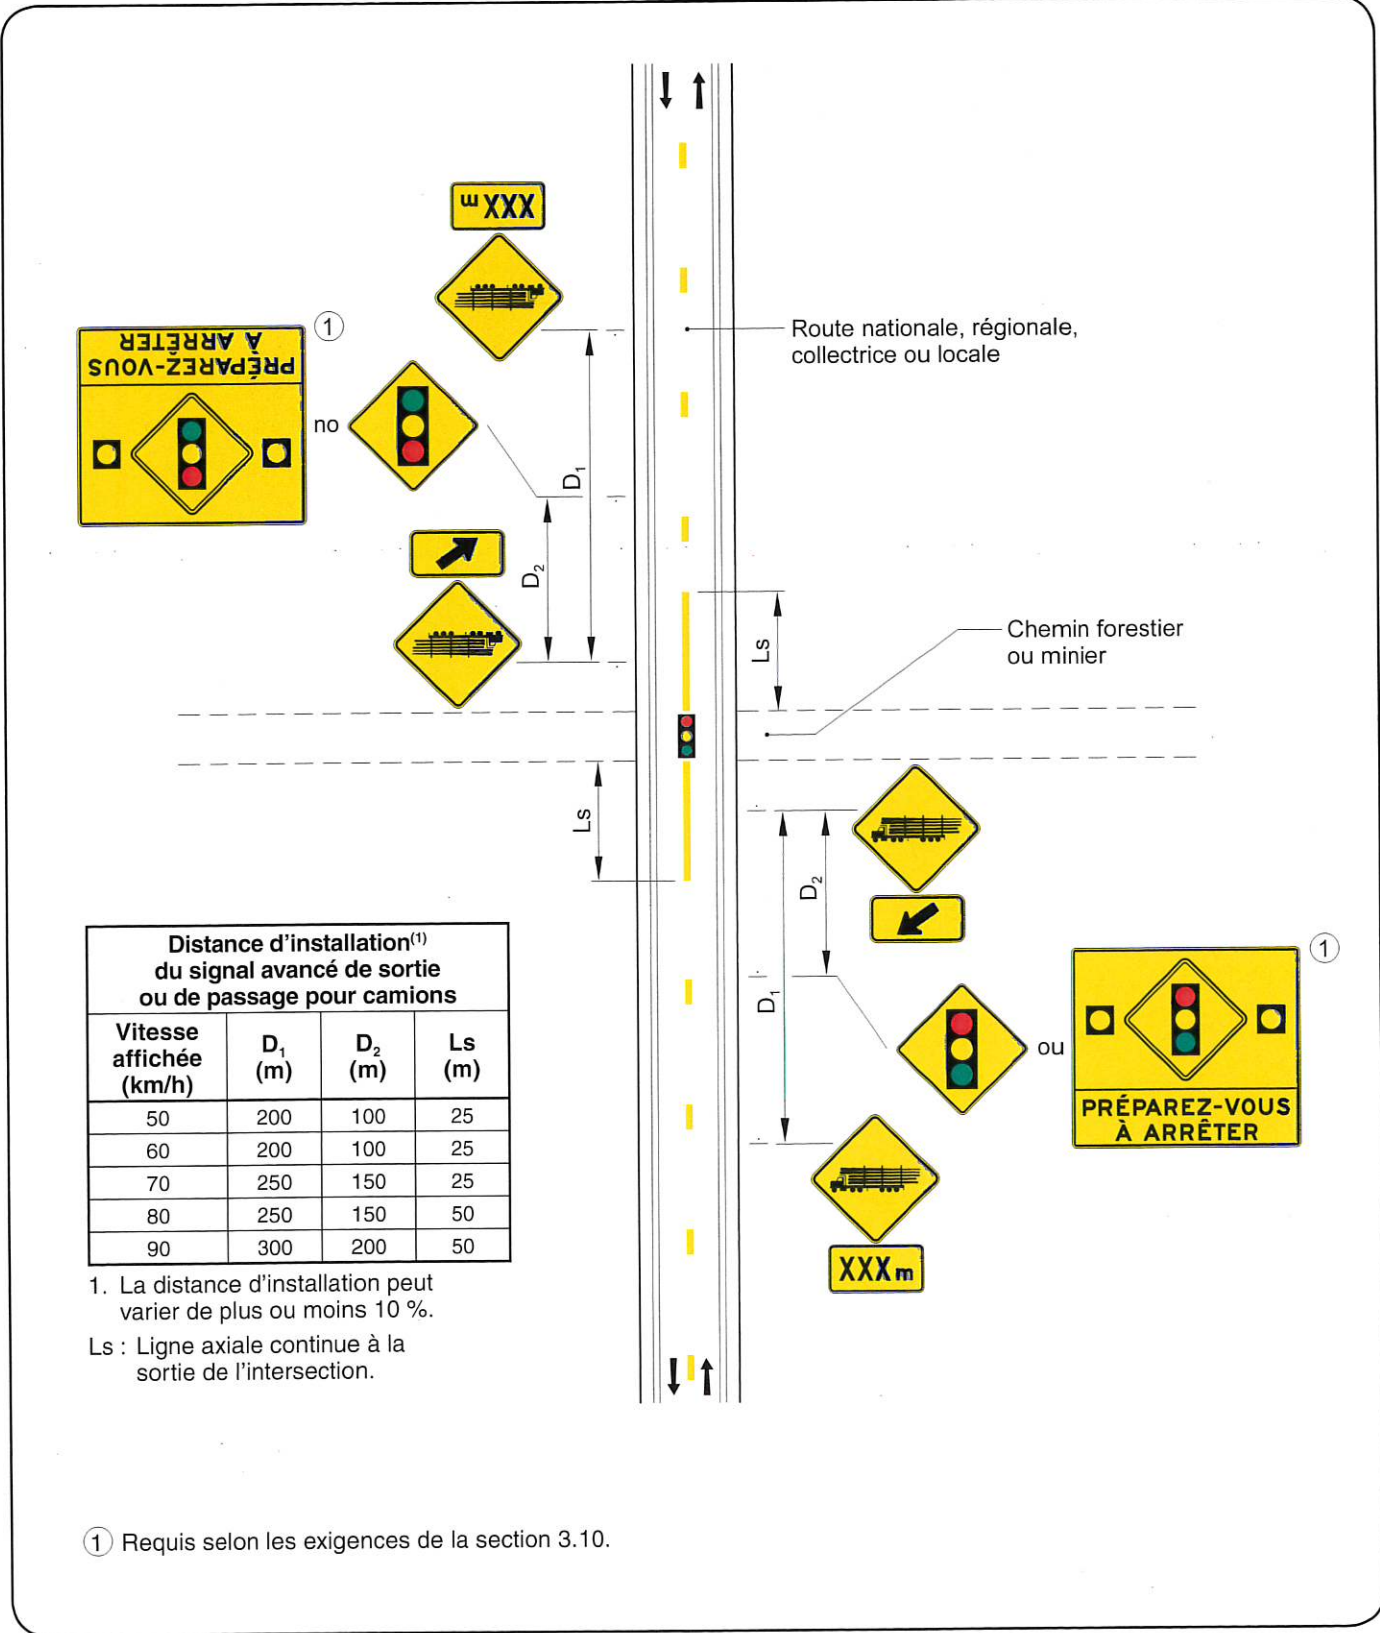 XXX m
①
PRÉPAREZ-VOUS
À ARRÊTER
ou
D₁
D₂
Route nationale, régionale,
collectrice ou locale
Ls
Chemin forestier
ou minier
Ls
D₂
D₁
①
ou
PRÉPAREZ-VOUS
À ARRÊTER
XXX m
Distance d'installation⁽¹⁾
du signal avancé de sortie
ou de passage pour camions
Vitesse affichée (km/h) D₁ (m) D₂ (m) Ls (m)
50 200 100 25
60 200 100 25
70 250 150 25
80 250 150 50
90 300 200 50
1. La distance d'installation peut
varier de plus ou moins 10 %.
Ls : Ligne axiale continue à la
sortie de l'intersection.
① Requis selon les exigences de la section 3.10.